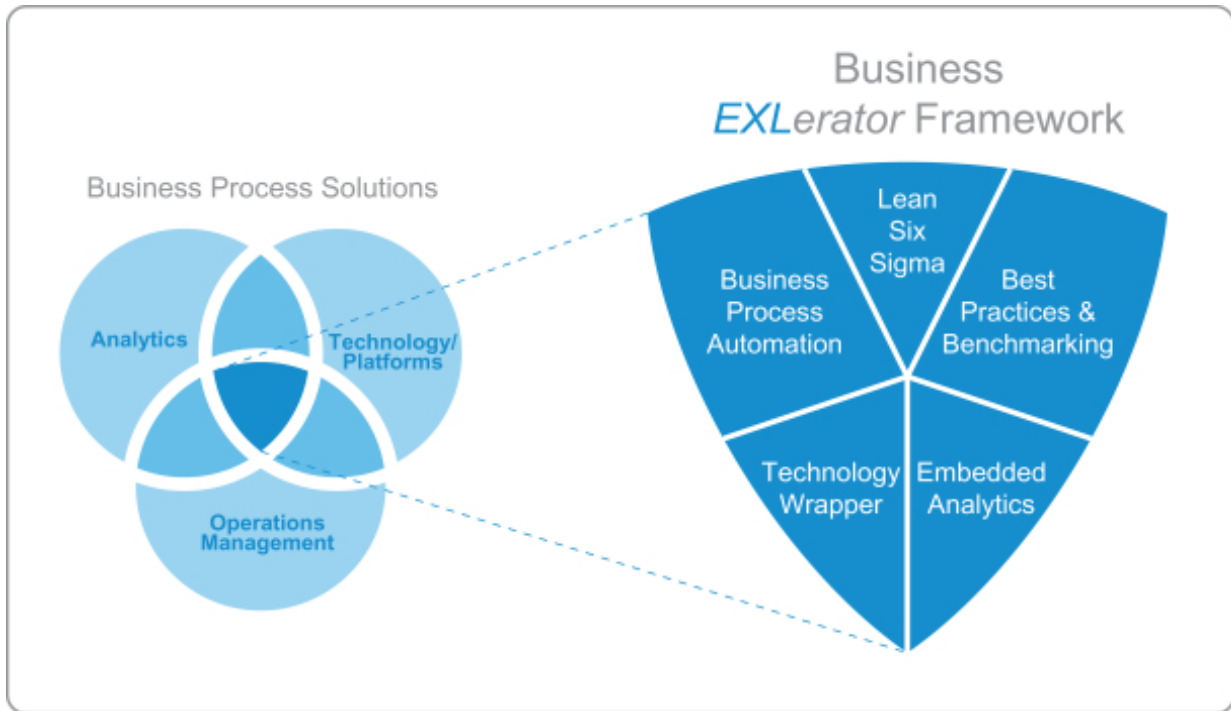 Business
EXLerator Framework
Business Process Solutions
Analytics
Technology/
Platforms
Operations
Management
Business
Process
Automation
Lean
Six
Sigma
Best
Practices &
Benchmarking
Technology
Wrapper
Embedded
Analytics